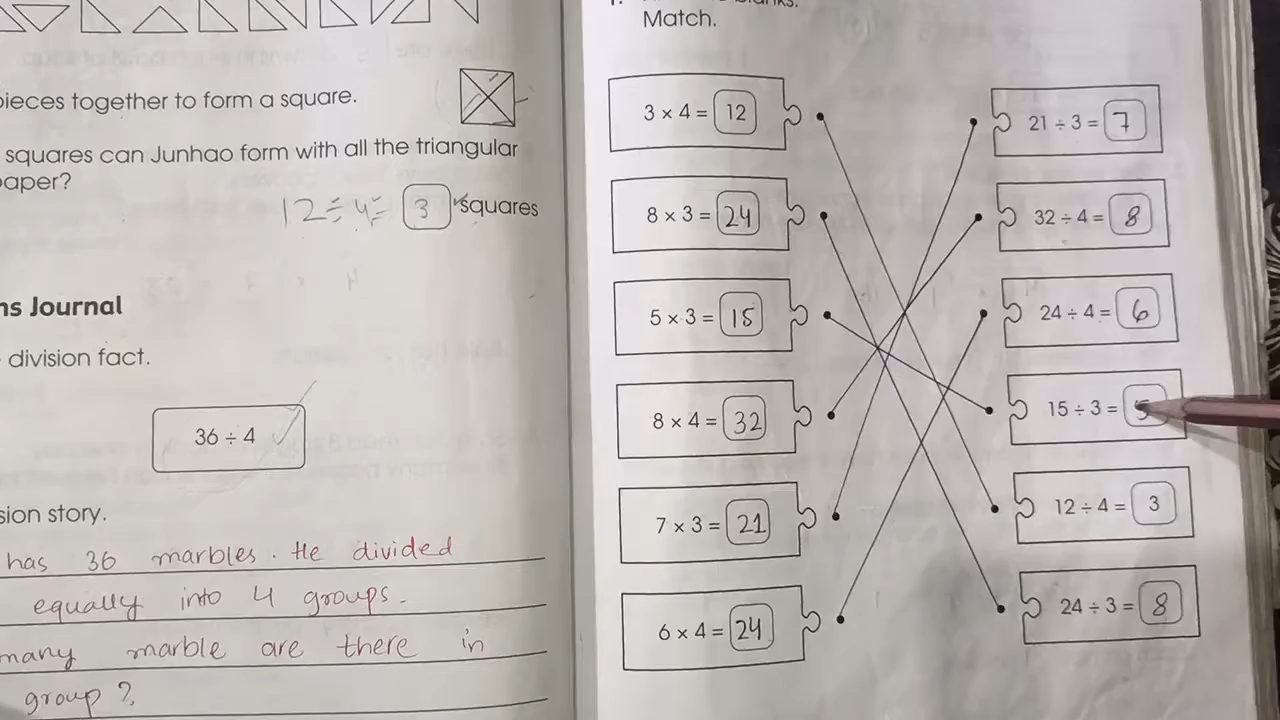 pieces together to form a square.
squares can Junhao form with all the triangular
paper?
12 ÷ 4 = 3 squares
Journal
division fact.
36 ÷ 4
story.
has 36 marbles. He divided
equally into 4 groups.
many marble are there in
group?
Match.
3 × 4 = 12
8 × 3 = 24
5 × 3 = 15
8 × 4 = 32
7 × 3 = 21
6 × 4 = 24
21 ÷ 3 = 7
32 ÷ 4 = 8
24 ÷ 4 = 6
15 ÷ 3 = 5
12 ÷ 4 = 3
24 ÷ 3 = 8